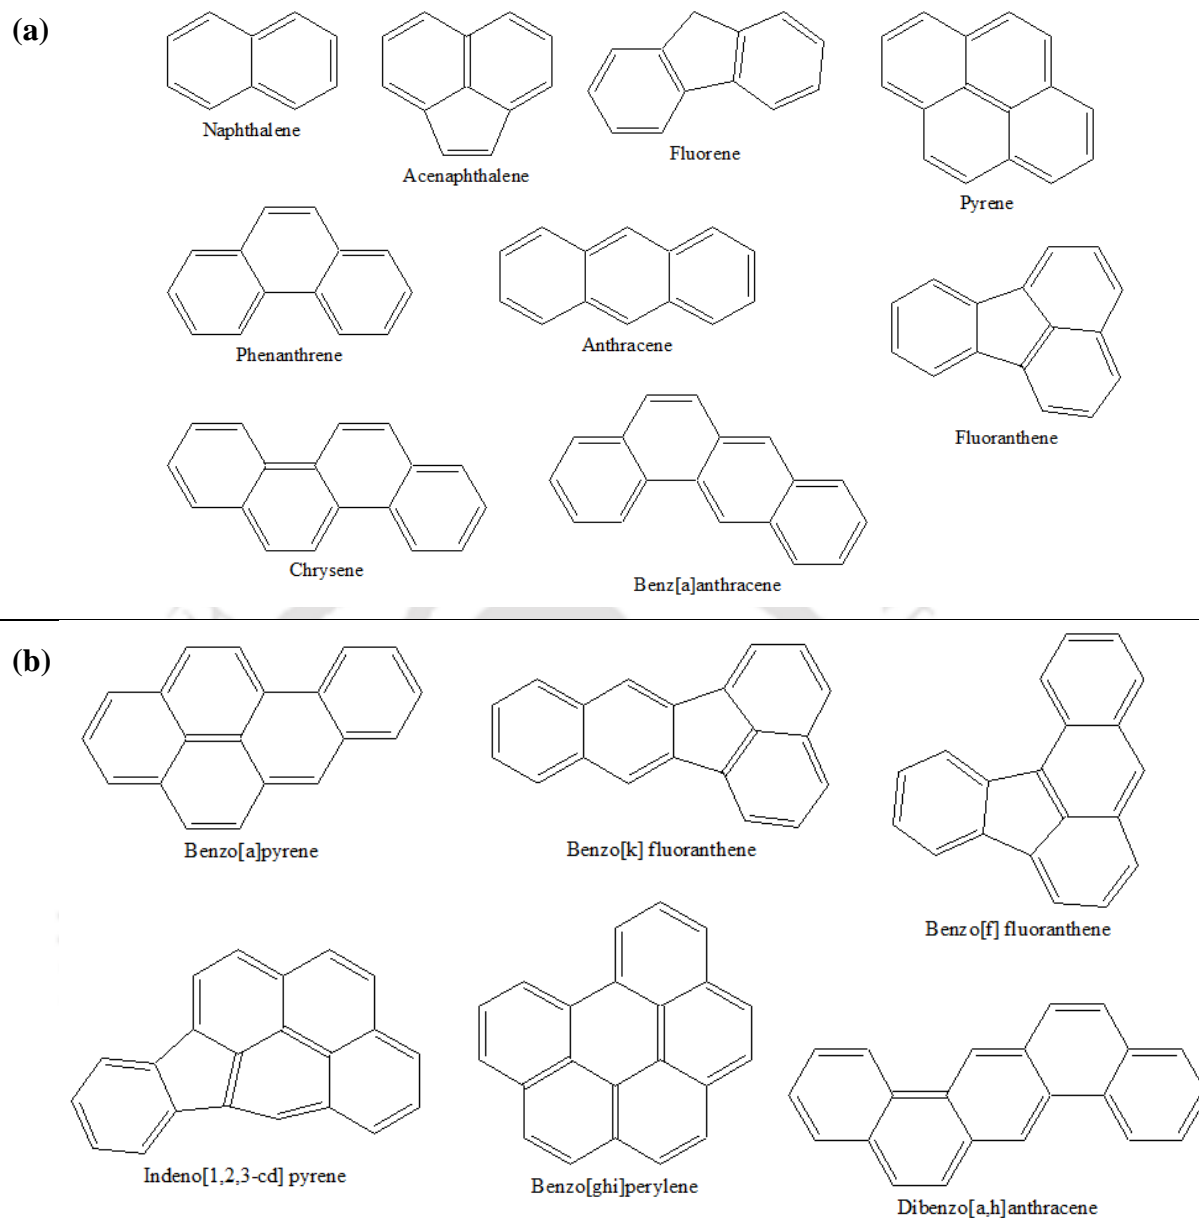 (a)
Naphthalene
Acenaphthalene
Fluorene
Pyrene
Phenanthrene
Anthracene
Fluoranthene
Chrysene
Benz[a]anthracene
(b)
Benzo[a]pyrene
Benzo[k] fluoranthene
Benzo[f] fluoranthene
Indeno[1,2,3-cd] pyrene
Benzo[ghi]perylene
Dibenzo[a,h]anthracene